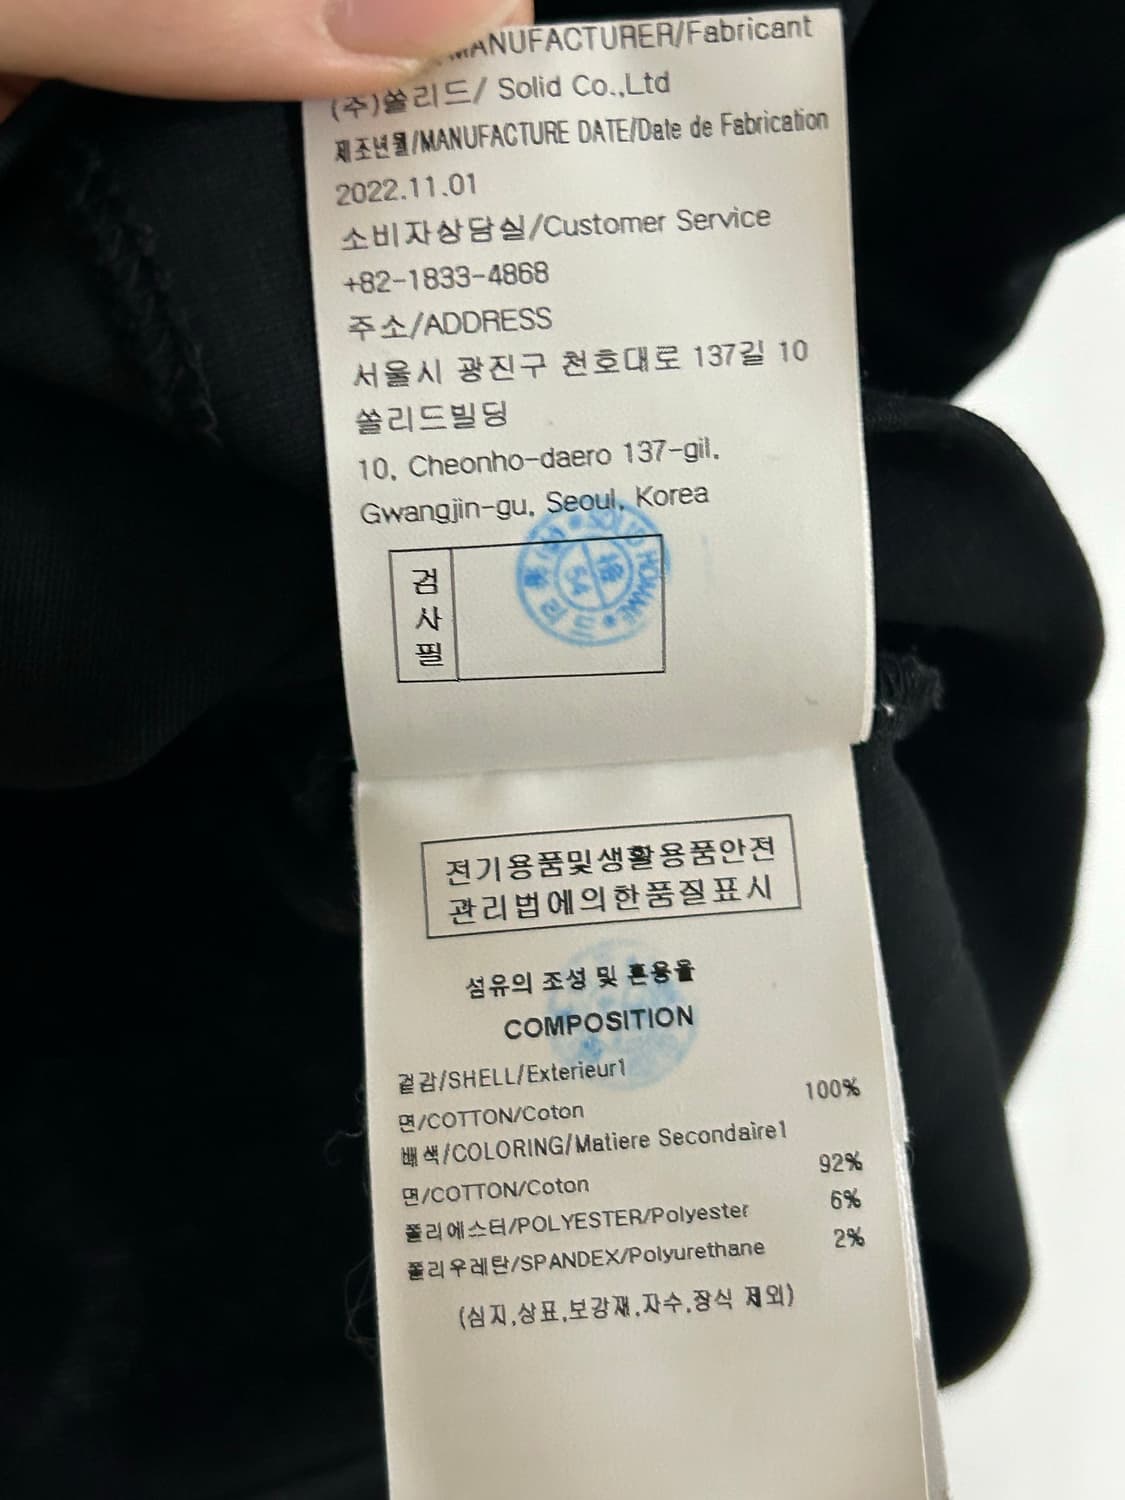 MANUFACTURER/Fabricant
(주)쏠리드/ Solid Co.,Ltd
제조년월/MANUFACTURE DATE/Date de Fabrication
2022.11.01
소비자상담실/Customer Service
+82-1833-4868
주소/ADDRESS
서울시 광진구 천호대로 137길 10
쏠리드빌딩
10, Cheonho-daero 137-gil,
Gwangjin-gu, Seoul, Korea
검사필
SOLID HOMME
쏠리드
54
전기용품및생활용품안전
관리법에의한품질표시
섬유의 조성 및 혼용율
COMPOSITION
겉감/SHELL/Exterieur1
면/COTTON/Coton 100%
배색/COLORING/Matiere Secondaire1
면/COTTON/Coton 92%
폴리에스터/POLYESTER/Polyester 6%
폴리우레탄/SPANDEX/Polyurethane 2%
(심지,상표,보강재,자수,장식 제외)